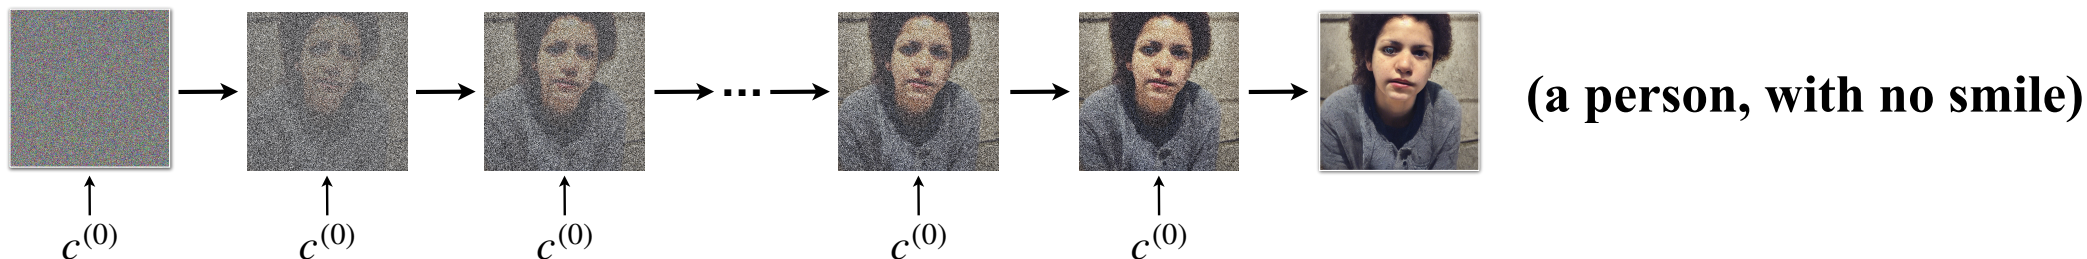 ...
(a person, with no smile)
c^(0) c^(0) c^(0) c^(0) c^(0)